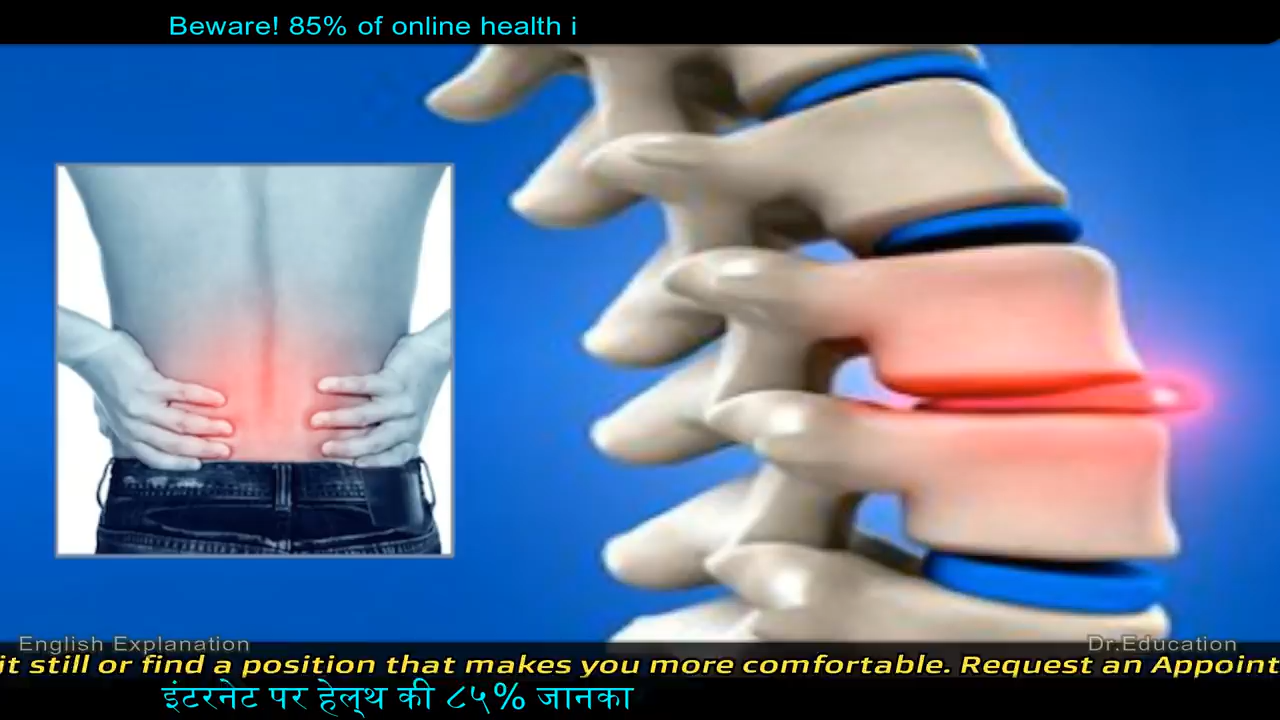 Beware! 85% of online health i
English Explanation
Dr.Education
it still or find a position that makes you more comfortable. Request an Appoint
इंटरनेट पर हेल्थ की ८५% जानका